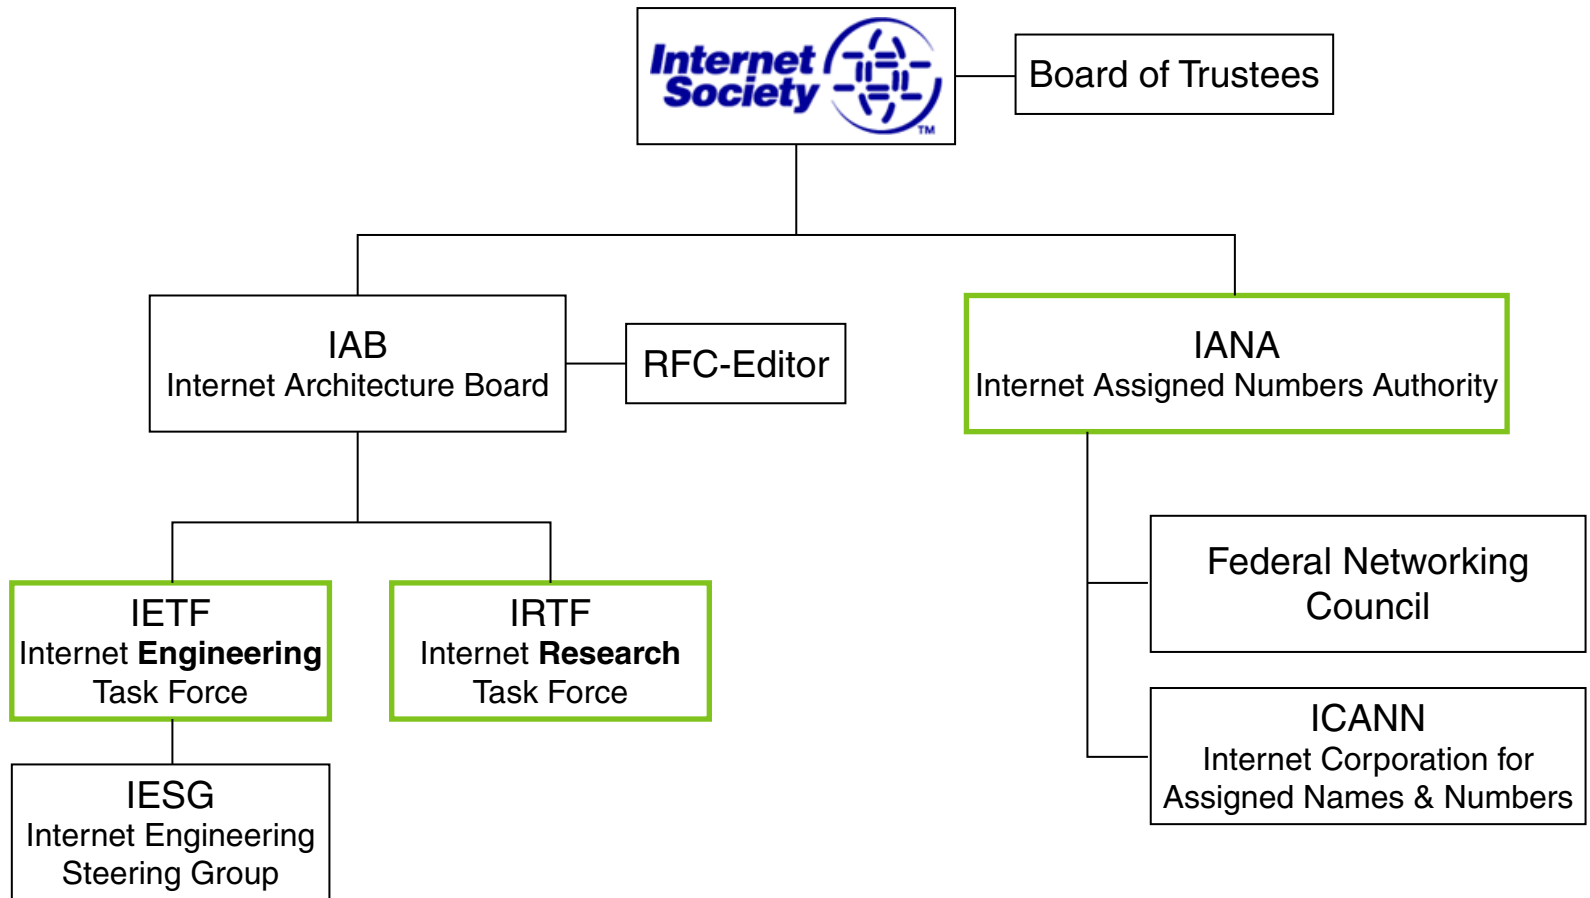 Internet
Society
TM
Board of Trustees
IAB
Internet Architecture Board
RFC-Editor
IANA
Internet Assigned Numbers Authority
IETF
Internet Engineering
Task Force
IRTF
Internet Research
Task Force
Federal Networking
Council
ICANN
Internet Corporation for
Assigned Names & Numbers
IESG
Internet Engineering
Steering Group